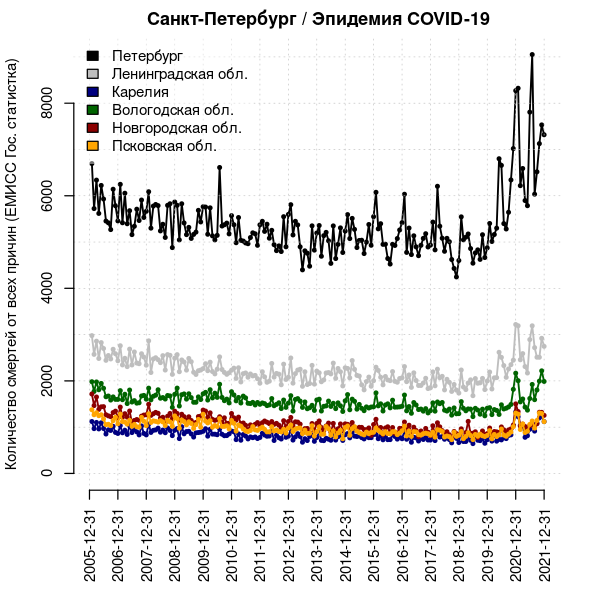 Санкт-Петербург / Эпидемия COVID-19
Количество смертей от всех причин (ЕМИСС Гос. статистка)
Петербург
Ленинградская обл.
Карелия
Вологодская обл.
Новгородская обл.
Псковская обл.
8000
6000
4000
2000
0
2005-12-31
2006-12-31
2007-12-31
2008-12-31
2009-12-31
2010-12-31
2011-12-31
2012-12-31
2013-12-31
2014-12-31
2015-12-31
2016-12-31
2017-12-31
2018-12-31
2019-12-31
2020-12-31
2021-12-31